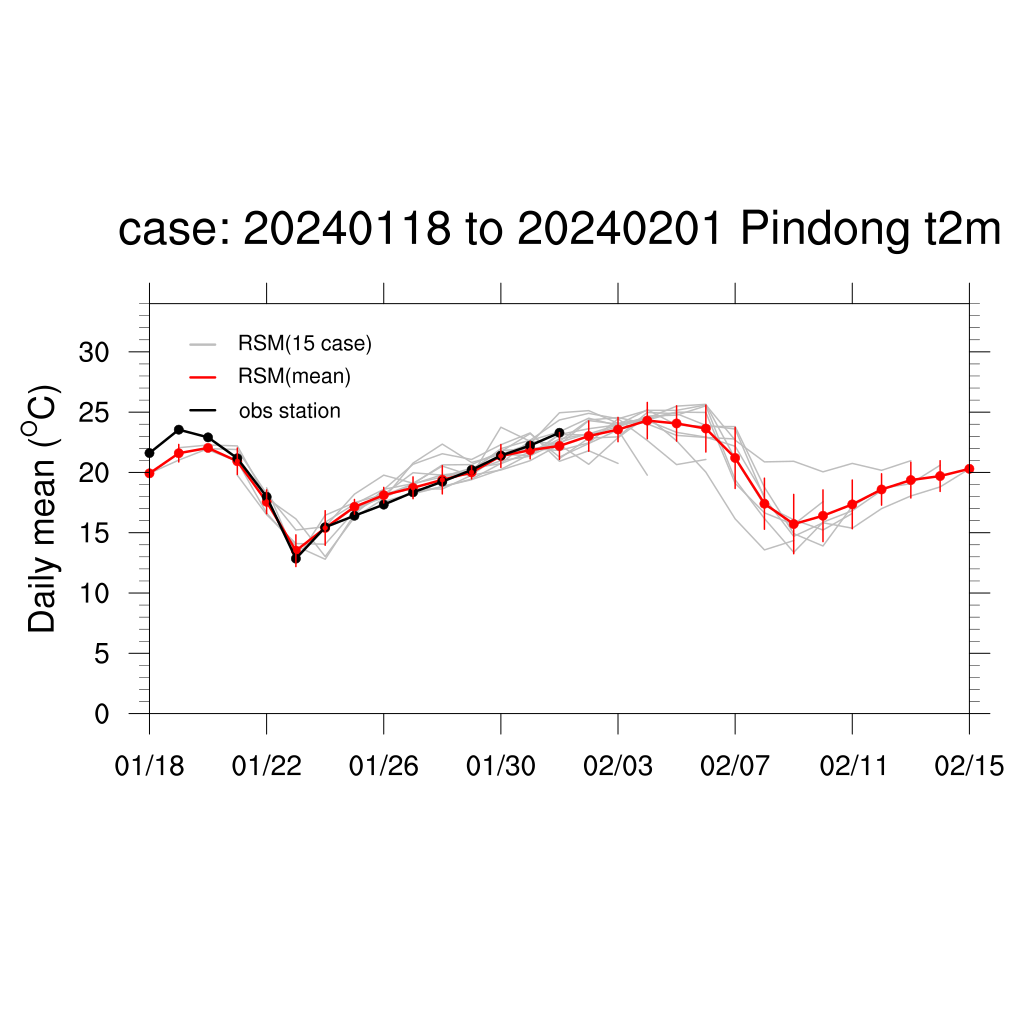 case: 20240118 to 20240201 Pindong t2m
RSM(15 case)
RSM(mean)
obs station
Daily mean (OC)
30
25
20
15
10
5
0
01/18 01/22 01/26 01/30 02/03 02/07 02/11 02/15